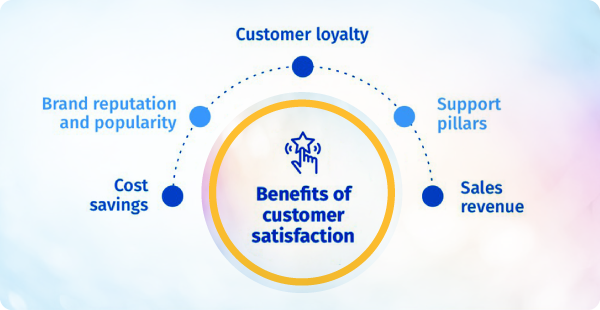 Customer loyalty
Brand reputation
and popularity
Support
pillars
Cost
savings
Sales
revenue
Benefits of
customer
satisfaction